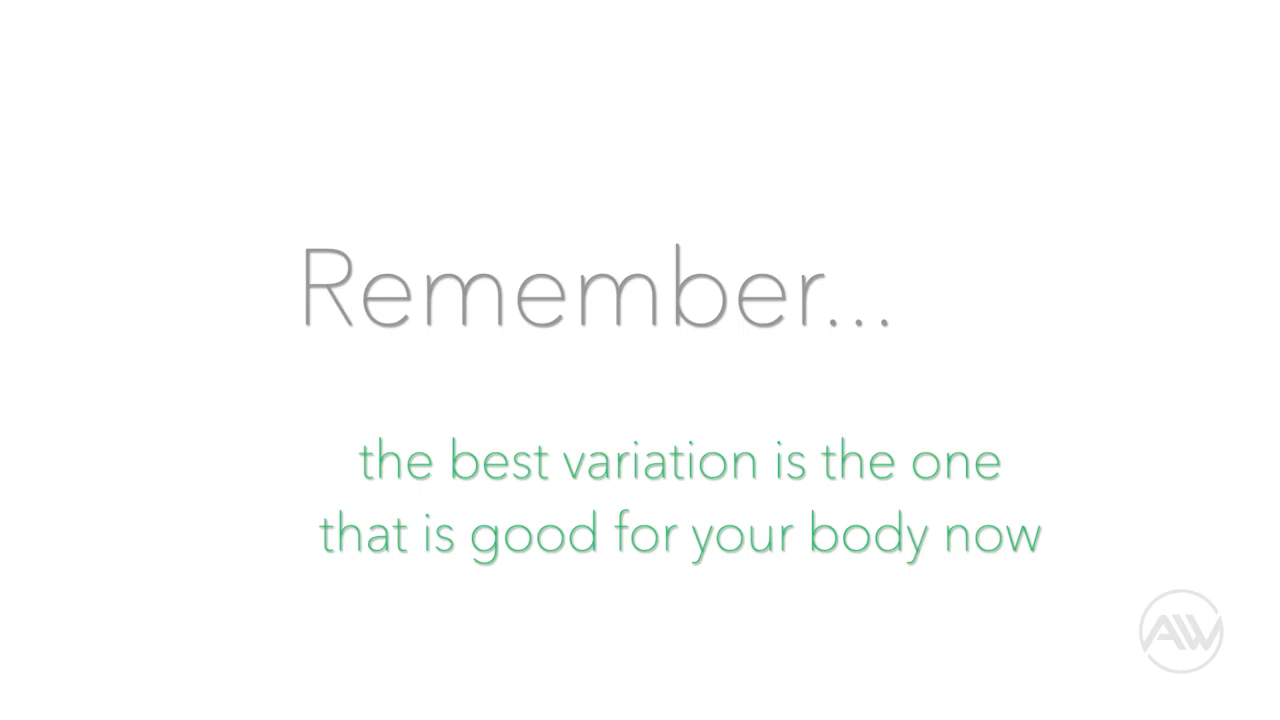 Remember...
the best variation is the one
that is good for your body now
AW